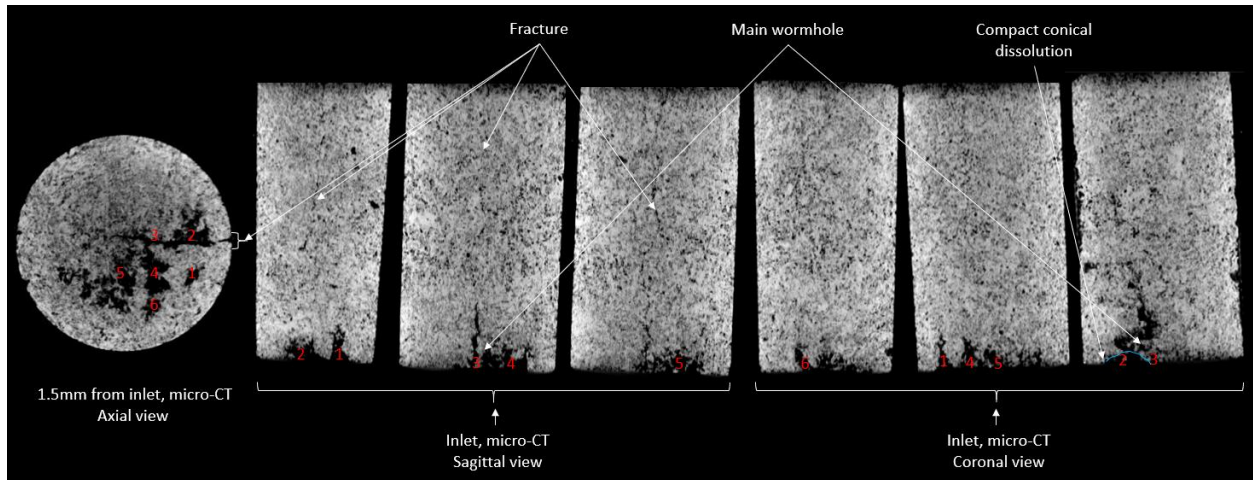 Fracture
Main wormhole
Compact conical
dissolution
3 2
5 4 1
6
2 1
3 4
5
6
1 4 5
2 3
1.5mm from inlet, micro-CT
Axial view
Inlet, micro-CT
Sagittal view
Inlet, micro-CT
Coronal view